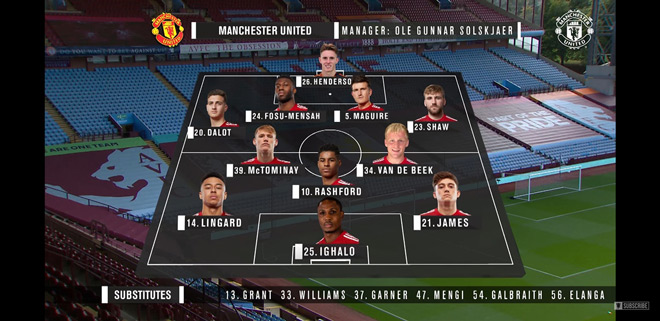 MANCHESTER UNITED
MANAGER: OLE GUNNAR SOLSKJAER
26. HENDERSO
24. FOSU-MENSAH
5. MAGUIRE
20. DALOT
23. SHAW
39. McTOMINAY
34. VAN DE BEEK
10. RASHFORD
14. LINGARD
21. JAMES
25. IGHALO
SUBSTITUTES
13. GRANT 33. WILLIAMS 37. GARNER 47. MENGI 54. GALBRAITH 56. ELANGA
SUBSCRIBE